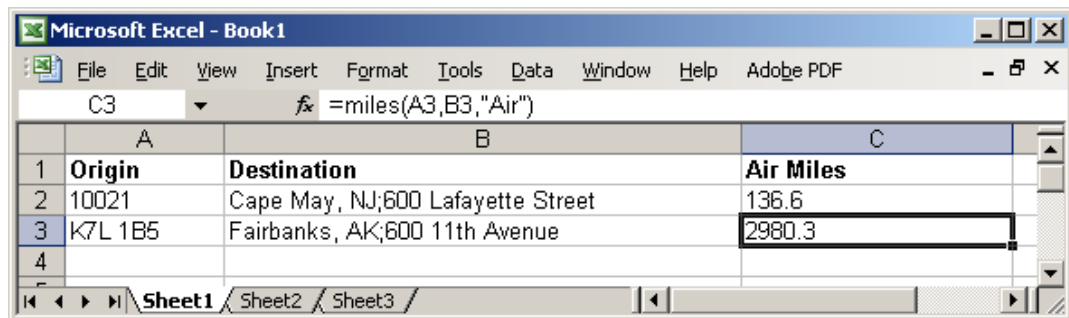 Microsoft Excel - Book1
File Edit View Insert Format Tools Data Window Help Adobe PDF
C3 fx =miles(A3,B3,"Air")
A B C
1 Origin Destination Air Miles
2 10021 Cape May, NJ;600 Lafayette Street 136.6
3 K7L 1B5 Fairbanks, AK;600 11th Avenue 2980.3
4
Sheet1 Sheet2 Sheet3